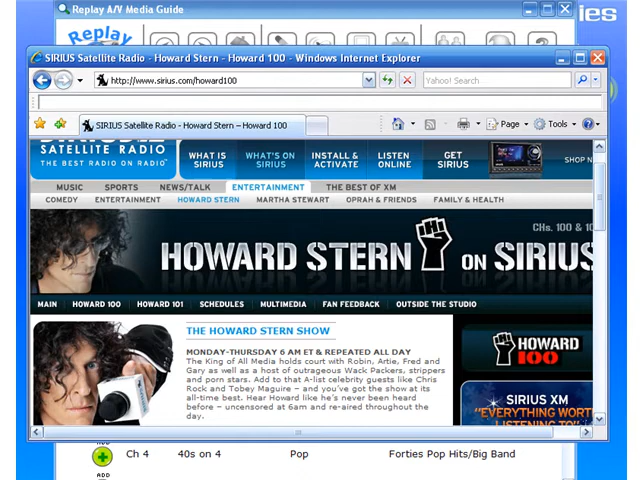 Replay A/V Media Guide
ies
Replay
SIRIUS Satellite Radio - Howard Stern - Howard 100 - Windows Internet Explorer
http://www.sirius.com/howard100
Yahoo! Search
SIRIUS Satellite Radio - Howard Stern – Howard 100
Page
Tools
SATELLITE RADIO
THE BEST RADIO ON RADIO
WHAT IS SIRIUS
WHAT'S ON SIRIUS
INSTALL & ACTIVATE
LISTEN ONLINE
GET SIRIUS
SHOP N
MUSIC SPORTS NEWS/TALK ENTERTAINMENT THE BEST OF XM
COMEDY ENTERTAINMENT HOWARD STERN MARTHA STEWART OPRAH & FRIENDS FAMILY & HEALTH
CHs. 100 & 10
HOWARD STERN ON SIRIUS
MAIN HOWARD 100 HOWARD 101 SCHEDULES MULTIMEDIA FAN FEEDBACK OUTSIDE THE STUDIO
THE HOWARD STERN SHOW
MONDAY-THURSDAY 6 AM ET & REPEATED ALL DAY
The King of All Media holds court with Robin, Artie, Fred and
Gary as well as a host of outrageous Wack Packers, strippers
and porn stars. Add to that A-list celebrity guests like Chris
Rock and Tobey Maguire – and you've got the show at its
all-time best. Hear Howard like he's never been heard
before – uncensored at 6am and re-aired throughout the
day.
HOWARD
100
SIRIUS XM
"EVERYTHING WORT
LISTENING TO"
ADD
Ch 4 40s on 4 Pop Forties Pop Hits/Big Band
ADD